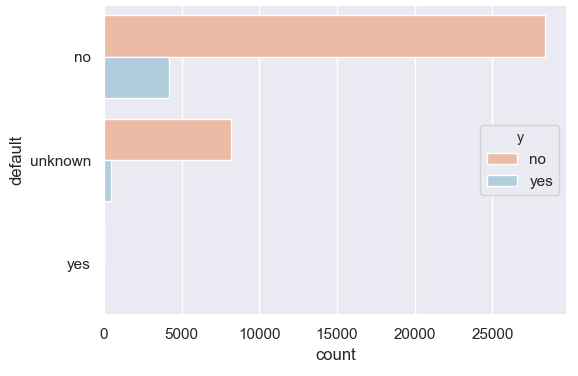 no
unknown
yes
default
0 5000 10000 15000 20000 25000
count
y
no
yes